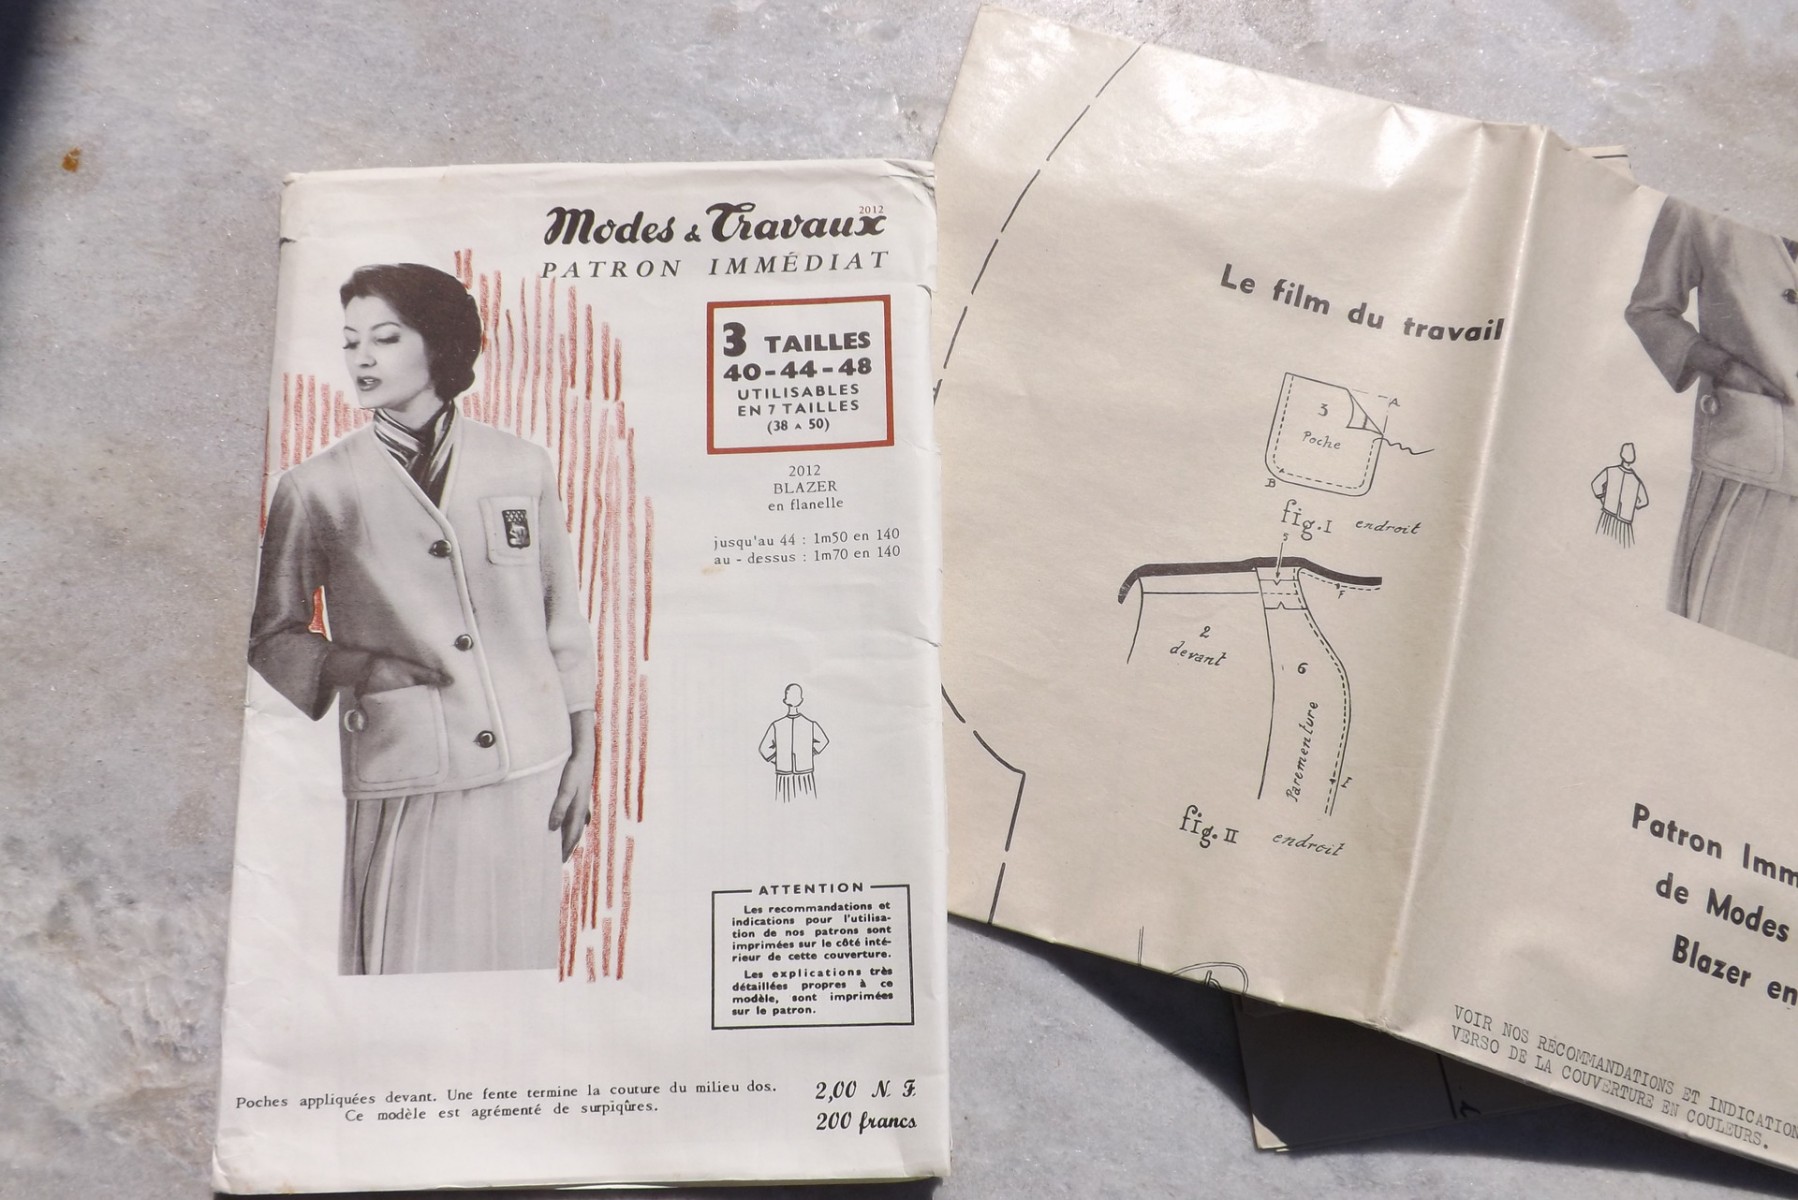 2012
Modes & Travaux
PATRON IMMÉDIAT
3 TAILLES
40-44-48
UTILISABLES
EN 7 TAILLES
(38 A 50)
2012
BLAZER
en flanelle
jusqu'au 44 : 1m50 en 140
au - dessus : 1m70 en 140
ATTENTION
Les recommandations et
indications pour l'utilisa-
tion de nos patrons sont
imprimées sur le côté inté-
rieur de cette couverture.
Les explications très
détaillées propres à ce
modèle, sont imprimées
sur le patron.
Poches appliquées devant. Une fente termine la couture du milieu dos.
Ce modèle est agrémenté de surpiqûres.
2,00 N. F.
200 francs
Le film du travail
A
3
Poche
B
fig. I endroit
5
F
2
devant
6
Parementure
fig. II endroit
Patron Imm
de Modes
Blazer en
VOIR NOS RECOMMANDATIONS ET INDICATION
VERSO DE LA COUVERTURE EN COULEURS.